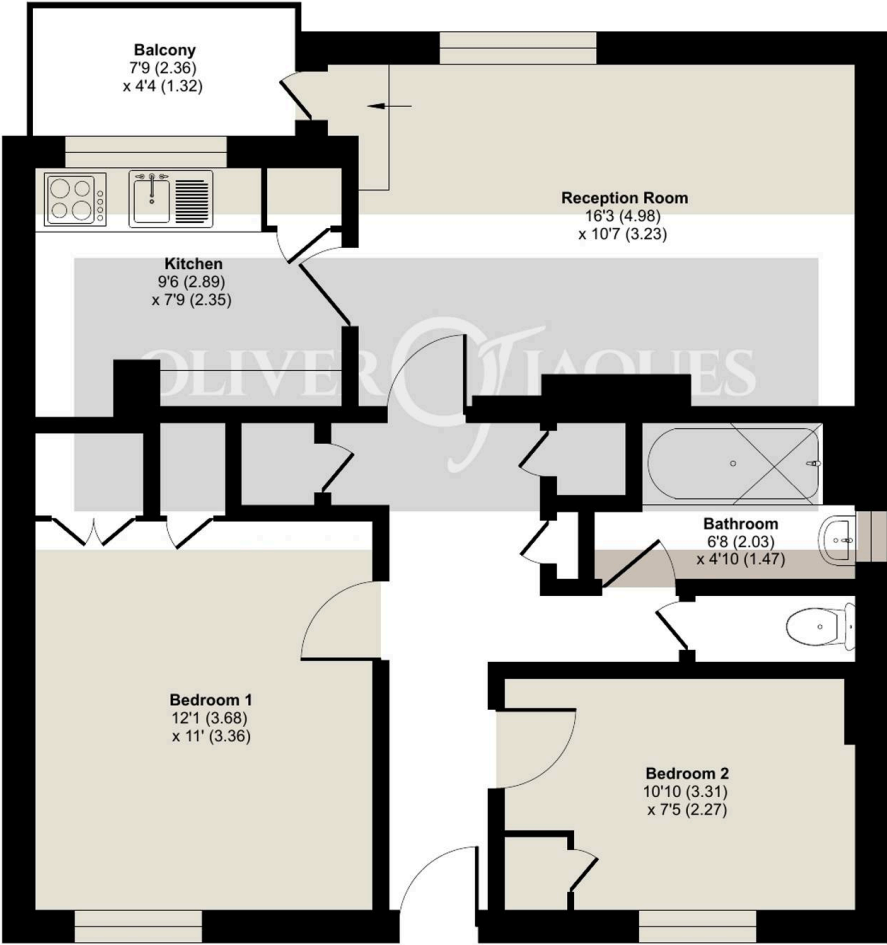 Balcony
7'9 (2.36)
x 4'4 (1.32)
Reception Room
16'3 (4.98)
x 10'7 (3.23)
Kitchen
9'6 (2.89)
x 7'9 (2.35)
OLIVER JAQUES
Bathroom
6'8 (2.03)
x 4'10 (1.47)
Bedroom 1
12'1 (3.68)
x 11' (3.36)
Bedroom 2
10'10 (3.31)
x 7'5 (2.27)